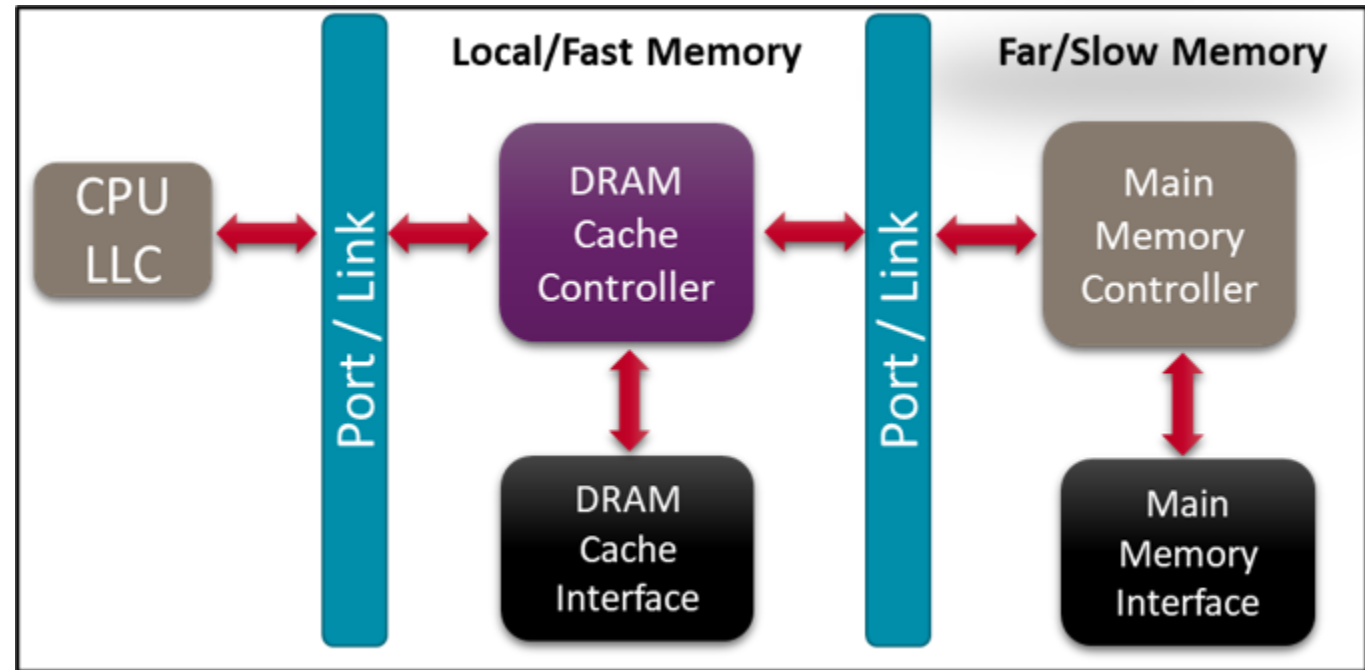 Local/Fast Memory
Far/Slow Memory
CPU
LLC
Port / Link
DRAM
Cache
Controller
Port / Link
Main
Memory
Controller
DRAM
Cache
Interface
Main
Memory
Interface